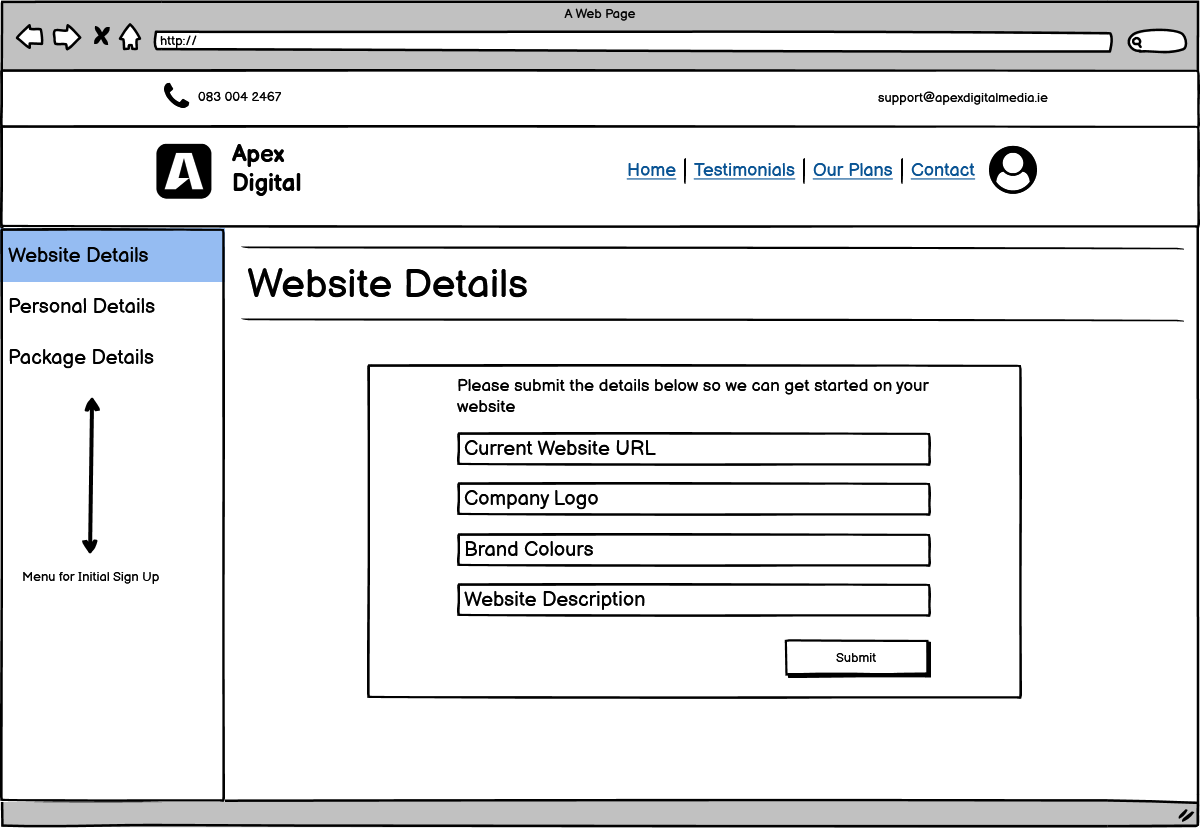 A Web Page
http://
083 004 2467
support@apexdigitalmedia.ie
A
Apex
Digital
Home
Testimonials
Our Plans
Contact
Website Details
Personal Details
Package Details
Menu for Initial Sign Up
Website Details
Please submit the details below so we can get started on your
website
Current Website URL
Company Logo
Brand Colours
Website Description
Submit